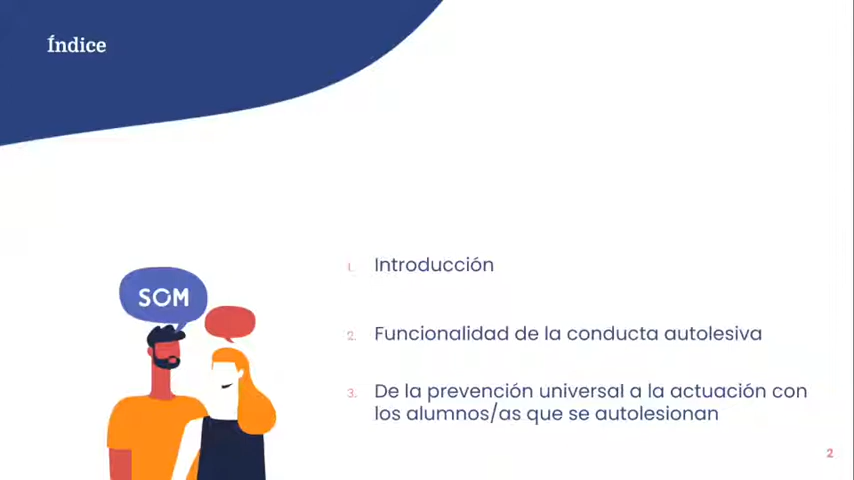 Índice
SOM
1. Introducción
2. Funcionalidad de la conducta autolesiva
3. De la prevención universal a la actuación con
los alumnos/as que se autolesionan
2